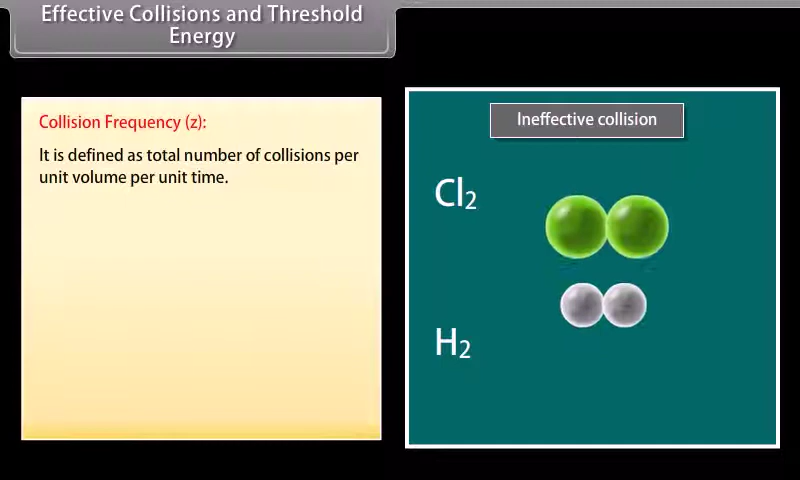 Effective Collisions and Threshold
Energy
Collision Frequency (z):
It is defined as total number of collisions per
unit volume per unit time.
Ineffective collision
Cl₂
H₂